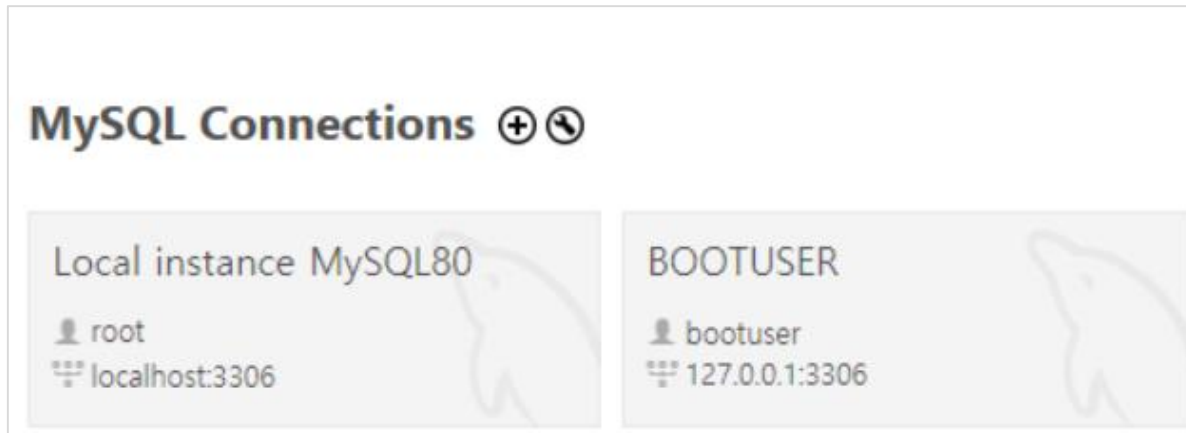 MySQL Connections
Local instance MySQL80
root
localhost:3306
BOOTUSER
bootuser
127.0.0.1:3306